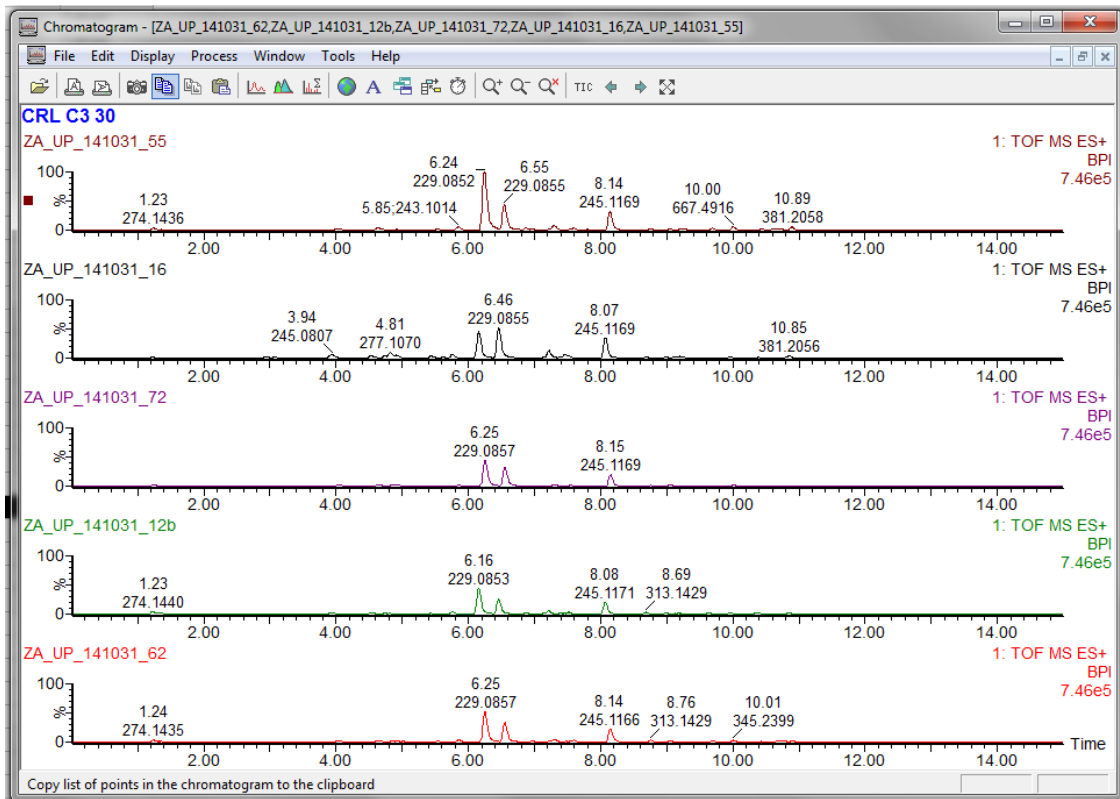 Chromatogram - [ZA_UP_141031_62,ZA_UP_141031_12b,ZA_UP_141031_72,ZA_UP_141031_16,ZA_UP_141031_55]
File Edit Display Process Window Tools Help
A TIC
CRL C3 30
ZA_UP_141031_55
1: TOF MS ES+
BPI
7.46e5
100
%
0
1.23
274.1436
5.85;243.1014
6.24
229.0852
6.55
229.0855
8.14
245.1169
10.00
667.4916
10.89
381.2058
2.00 4.00 6.00 8.00 10.00 12.00 14.00
ZA_UP_141031_16
1: TOF MS ES+
BPI
7.46e5
100
%
0
3.94
245.0807
4.81
277.1070
6.46
229.0855
8.07
245.1169
10.85
381.2056
2.00 4.00 6.00 8.00 10.00 12.00 14.00
ZA_UP_141031_72
1: TOF MS ES+
BPI
7.46e5
100
%
0
6.25
229.0857
8.15
245.1169
2.00 4.00 6.00 8.00 10.00 12.00 14.00
ZA_UP_141031_12b
1: TOF MS ES+
BPI
7.46e5
100
%
0
1.23
274.1440
6.16
229.0853
8.08
245.1171
8.69
313.1429
2.00 4.00 6.00 8.00 10.00 12.00 14.00
ZA_UP_141031_62
1: TOF MS ES+
BPI
7.46e5
100
%
0
1.24
274.1435
6.25
229.0857
8.14
245.1166
8.76
313.1429
10.01
345.2399
Time
2.00 4.00 6.00 8.00 10.00 12.00 14.00
Copy list of points in the chromatogram to the clipboard